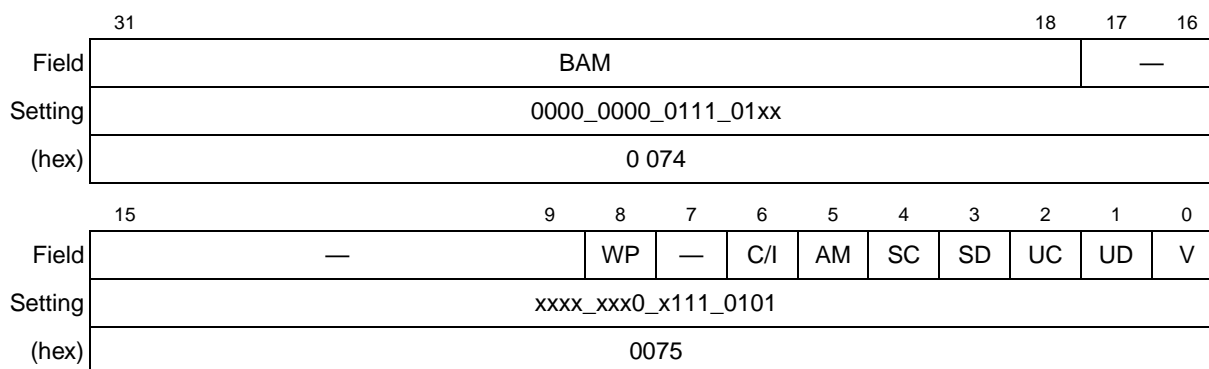 31 18 17 16
Field BAM —
Setting 0000_0000_0111_01xx
(hex) 0 074
15 9 8 7 6 5 4 3 2 1 0
Field — WP — C/I AM SC SD UC UD V
Setting xxxx_xxx0_x111_0101
(hex) 0075